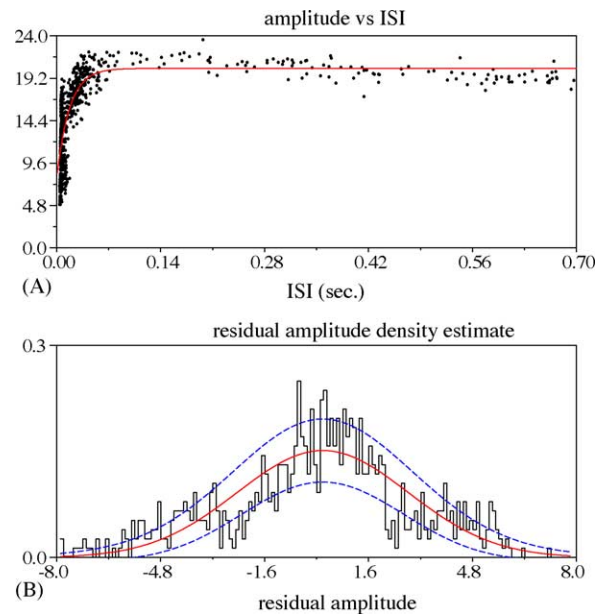 amplitude vs ISI
24.0
19.2
14.4
9.6
4.8
0.0
0.00 0.14 0.28 0.42 0.56 0.70
(A) ISI (sec.)
residual amplitude density estimate
0.3
0.0
-8.0 -4.8 -1.6 1.6 4.8 8.0
(B) residual amplitude